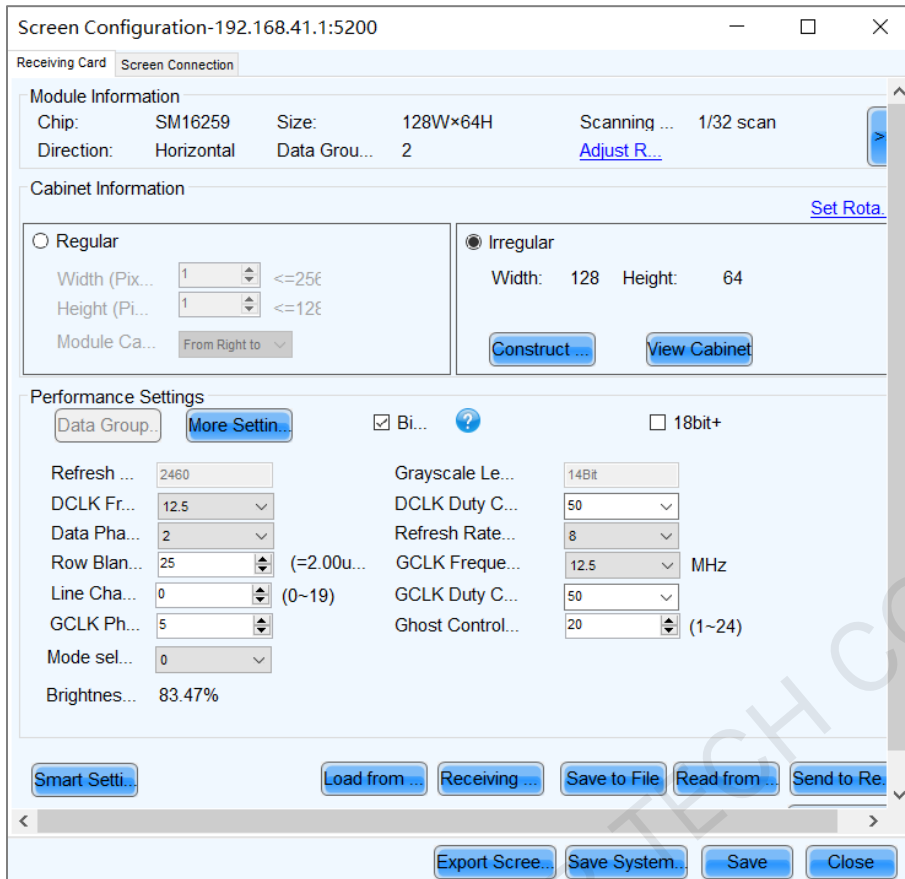 Screen Configuration-192.168.41.1:5200
Receiving Card Screen Connection
Module Information
Chip: SM16259 Size: 128W×64H Scanning ... 1/32 scan
Direction: Horizontal Data Grou... 2 Adjust R...
>
Cabinet Information
Set Rota.
Regular
Width (Pix... 1 <=256
Height (Pi... 1 <=128
Module Ca... From Right to
Irregular
Width: 128 Height: 64
Construct ... View Cabinet
Performance Settings
Data Group.. More Settin... Bi... ? 18bit+
Refresh ... 2460 Grayscale Le... 14Bit
DCLK Fr... 12.5 DCLK Duty C... 50
Data Pha... 2 Refresh Rate... 8
Row Blan... 25 (=2.00u... GCLK Freque... 12.5 MHz
Line Cha... 0 (0~19) GCLK Duty C... 50
GCLK Ph... 5 Ghost Control... 20 (1~24)
Mode sel... 0
Brightnes... 83.47%
Smart Setti... Load from ... Receiving ... Save to File Read from ... Send to Re.
Export Scree... Save System... Save Close
TECH CO